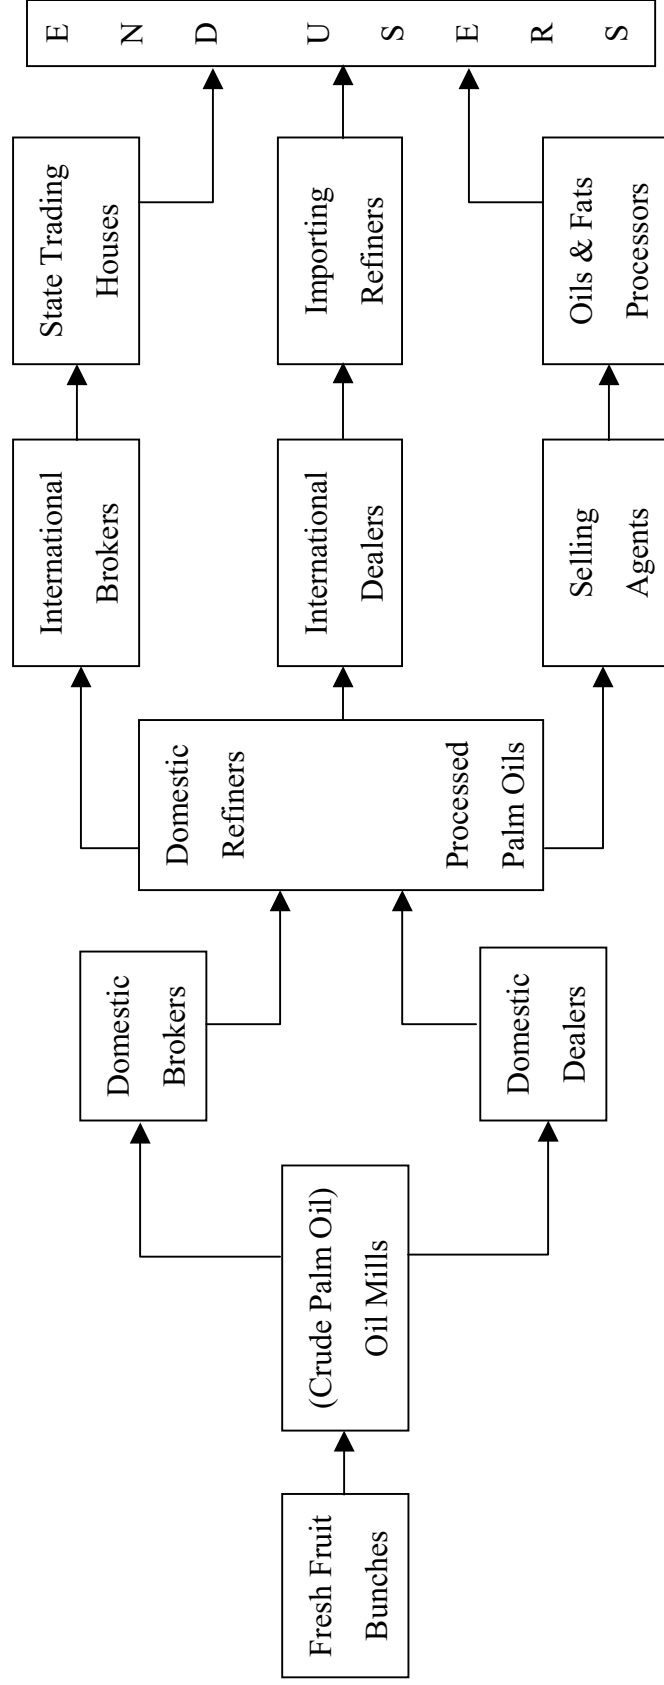 Fresh Fruit
Bunches
(Crude Palm Oil)
Oil Mills
Domestic
Brokers
Domestic
Dealers
Domestic
Refiners
Processed
Palm Oils
International
Brokers
International
Dealers
Selling
Agents
State Trading
Houses
Importing
Refiners
Oils & Fats
Processors
E N D U S E R S